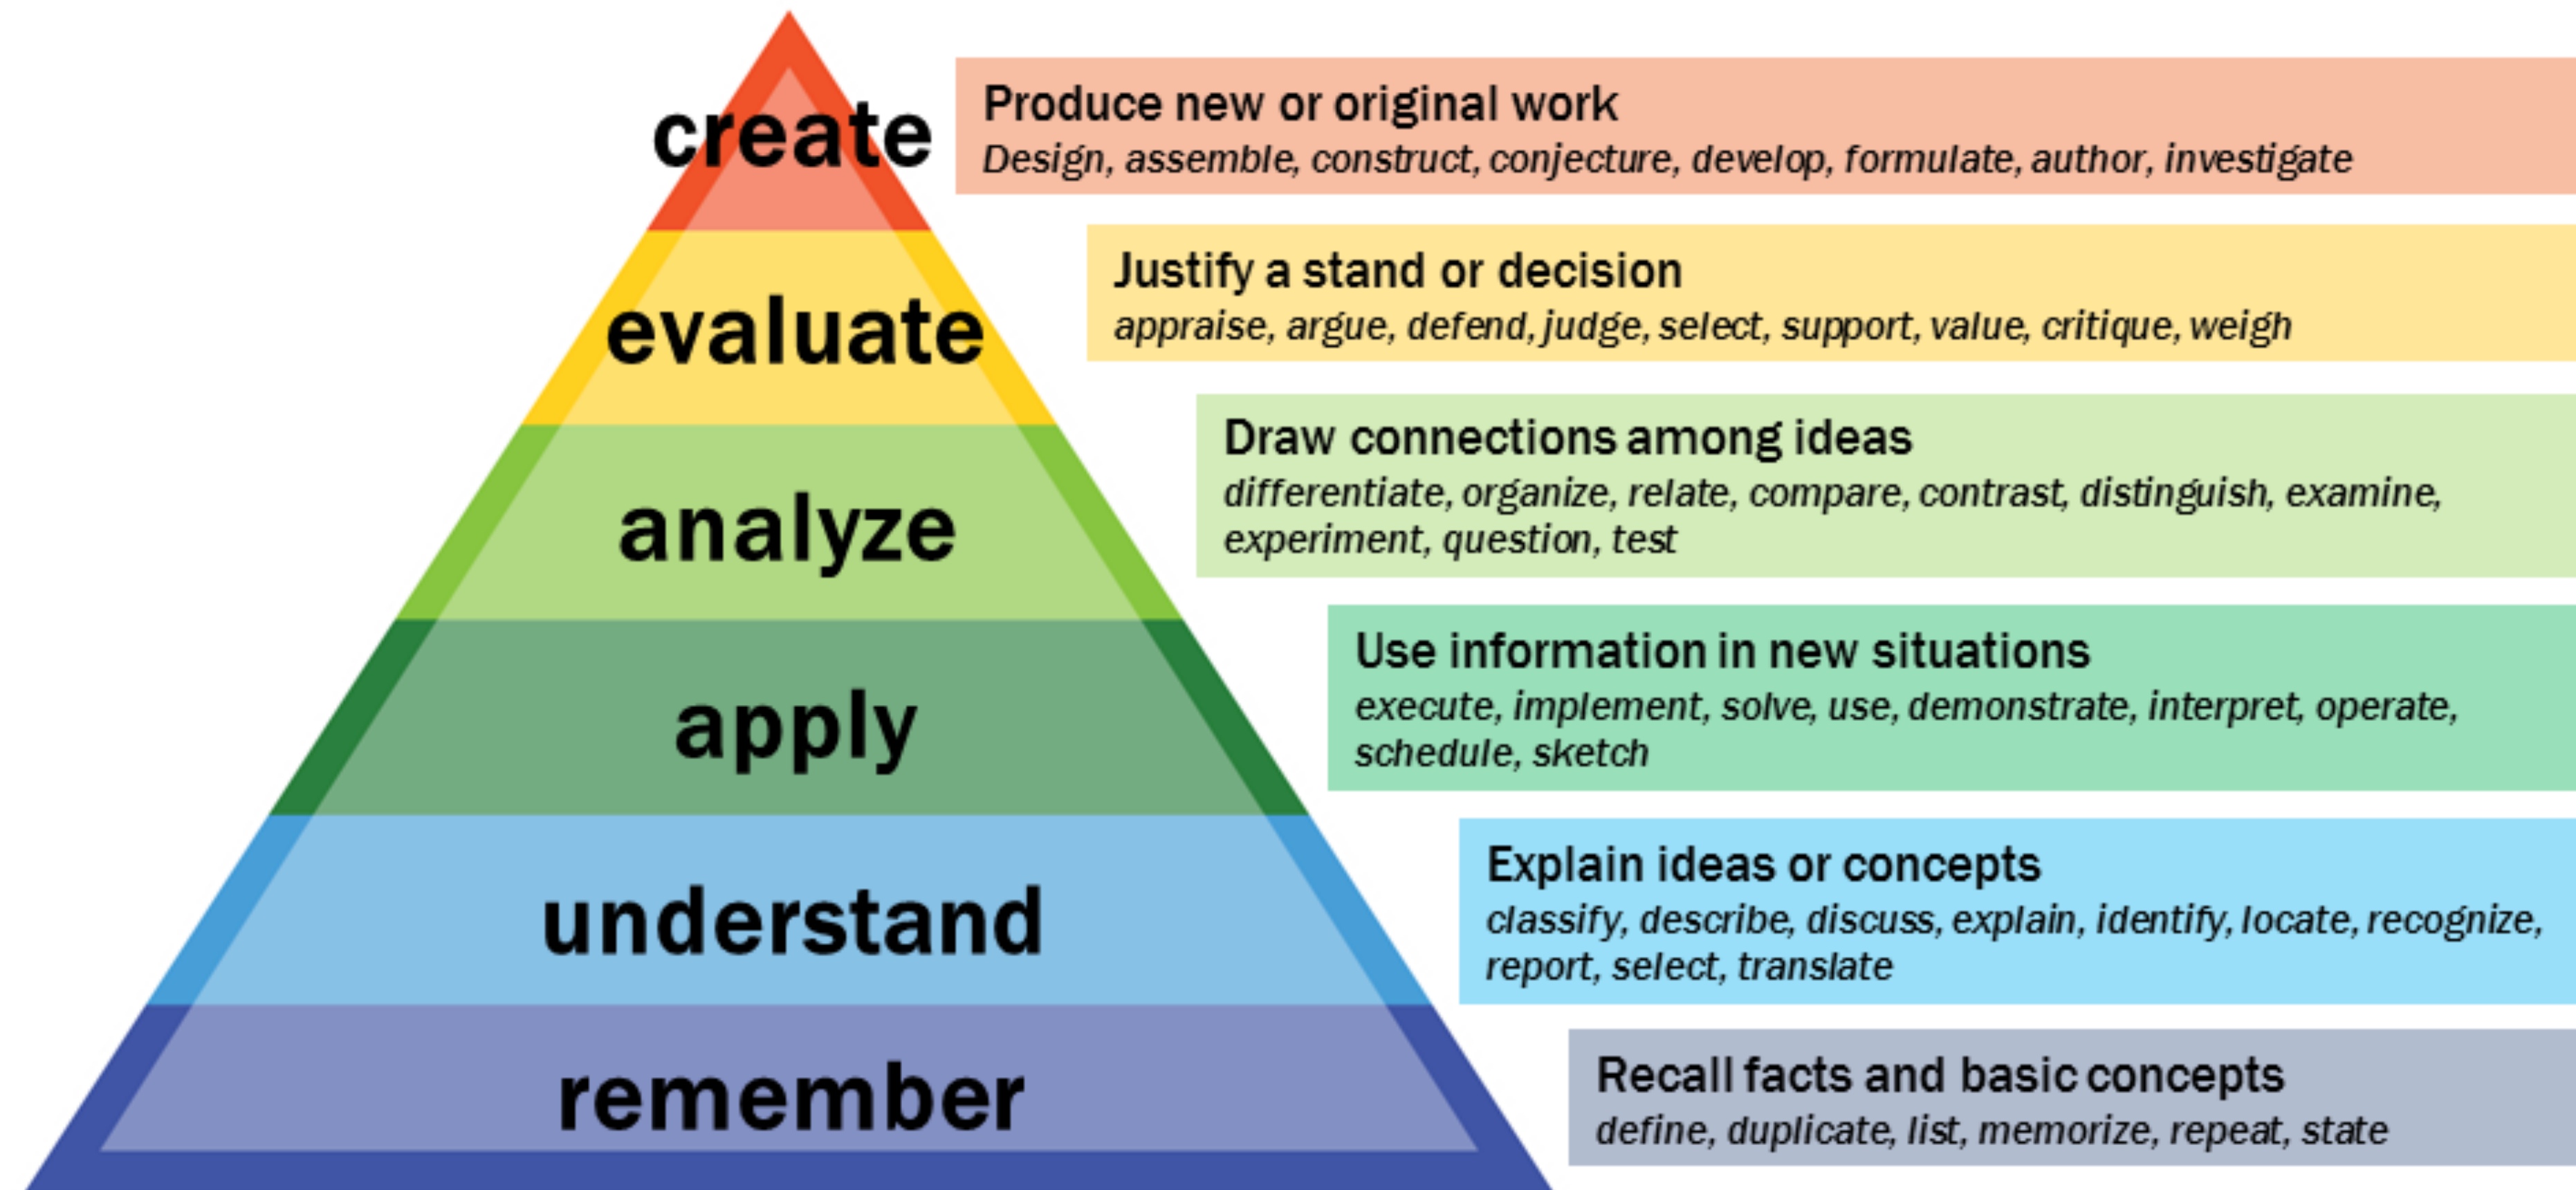 create
Produce new or original work
Design, assemble, construct, conjecture, develop, formulate, author, investigate
evaluate
Justify a stand or decision
appraise, argue, defend, judge, select, support, value, critique, weigh
analyze
Draw connections among ideas
differentiate, organize, relate, compare, contrast, distinguish, examine,
experiment, question, test
apply
Use information in new situations
execute, implement, solve, use, demonstrate, interpret, operate,
schedule, sketch
understand
Explain ideas or concepts
classify, describe, discuss, explain, identify, locate, recognize,
report, select, translate
remember
Recall facts and basic concepts
define, duplicate, list, memorize, repeat, state